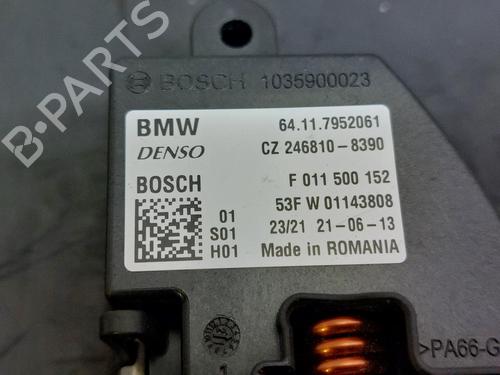 BOSCH 1035900023
BMW 64.11.7952061
DENSO CZ 246810-8390
BOSCH F 011 500 152
53F W 01143808
01
S01 23/21 21-06-13
H01 Made in ROMANIA
>PA66-G
1
B-PARTS